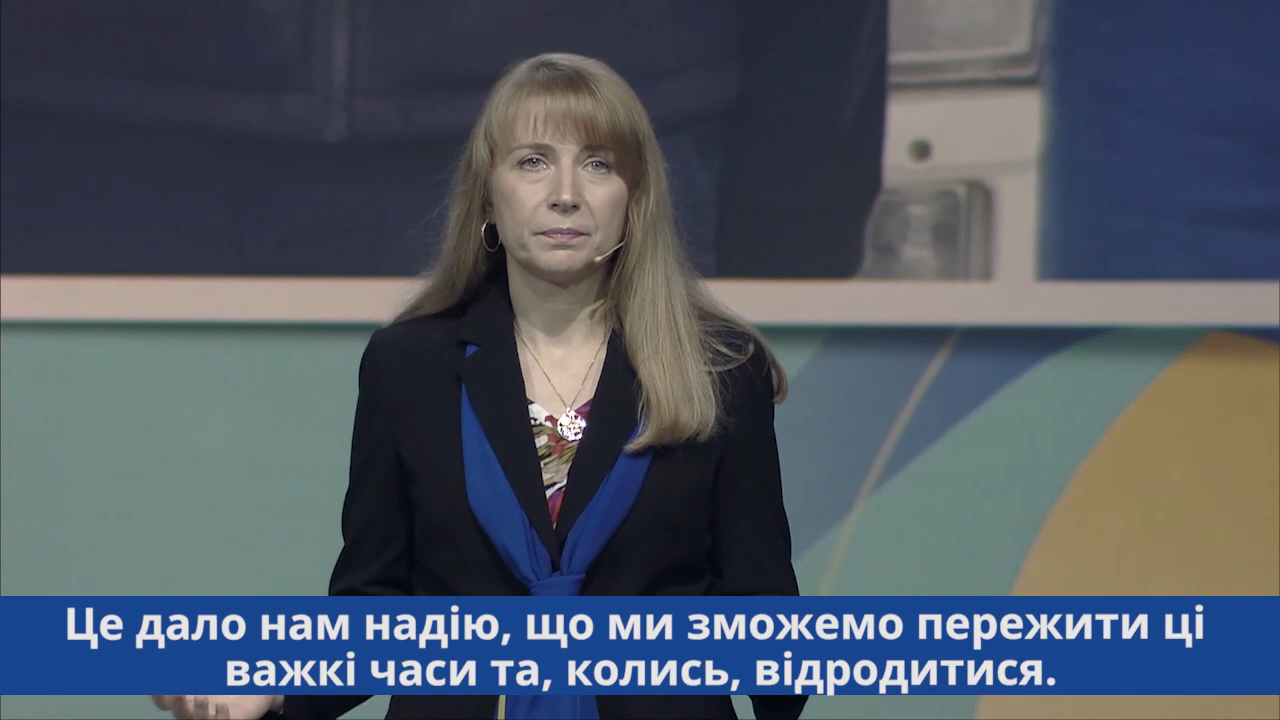 Це дало нам надію, що ми зможемо пережити ці
важкі часи та, колись, відродитися.